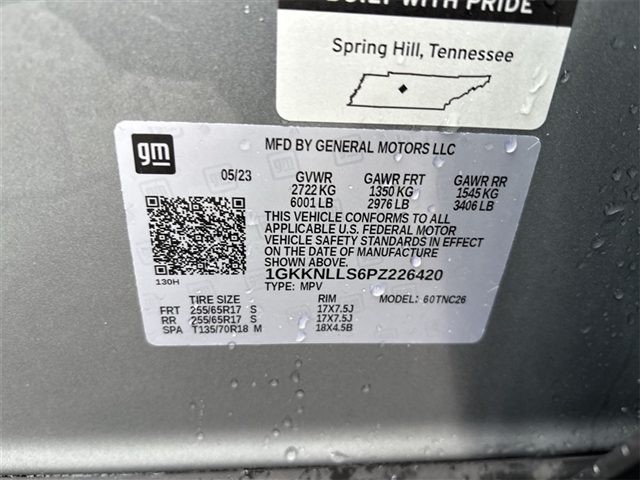 BUILT WITH PRIDE
Spring Hill, Tennessee
gm
MFD BY GENERAL MOTORS LLC
05/23 GVWR GAWR FRT GAWR RR
2722 KG 1350 KG 1545 KG
6001 LB 2976 LB 3406 LB
THIS VEHICLE CONFORMS TO ALL
APPLICABLE U.S. FEDERAL MOTOR
VEHICLE SAFETY STANDARDS IN EFFECT
ON THE DATE OF MANUFACTURE
SHOWN ABOVE.
1GKKNLLS6PZ226420
130H TYPE: MPV
TIRE SIZE RIM MODEL: 60TNC26
FRT 255/65R17 S 17X7.5J
RR 255/65R17 S 17X7.5J
SPA T135/70R18 M 18X4.5B